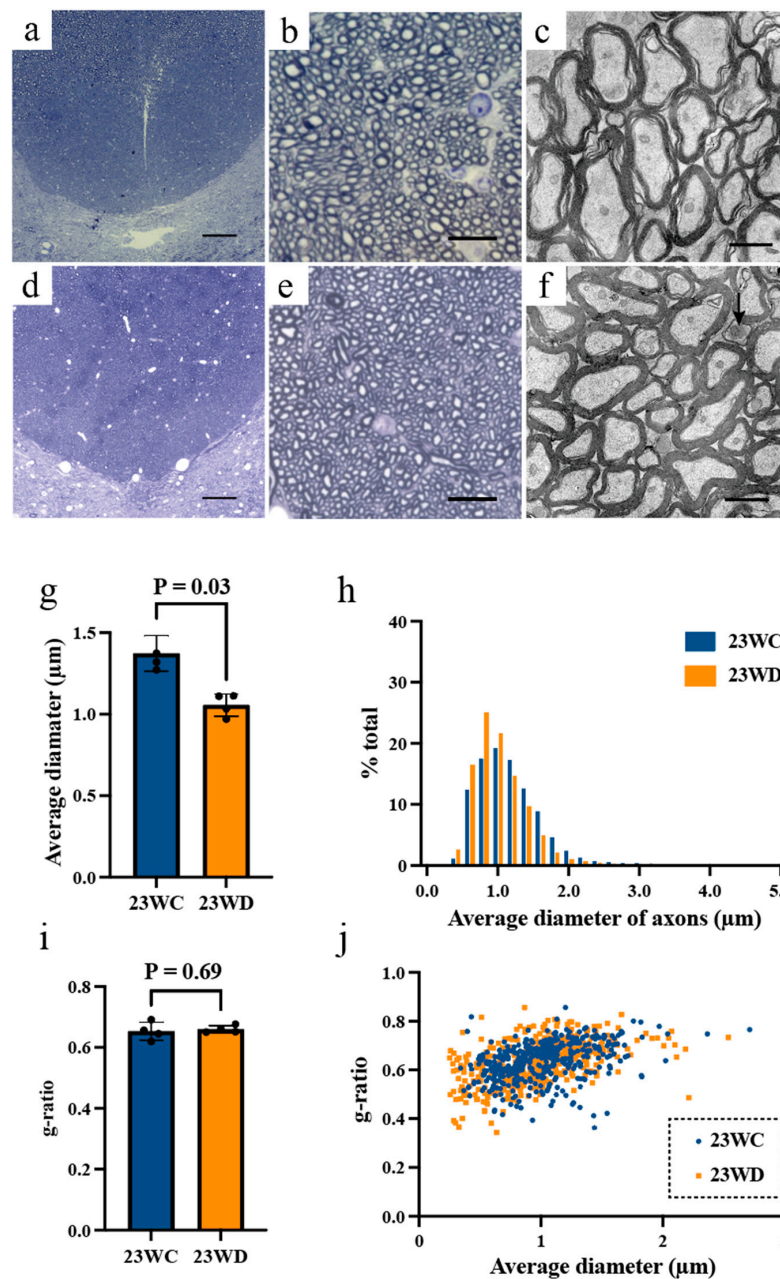 a
b
c
d
e
f
g
P = 0.03
Average diamater (μm)
1.5
1.0
0.5
0.0
23WC
23WD
h
23WC
23WD
% total
40
30
20
10
0
0.0
1.0
2.0
3.0
4.0
Average diameter of axons (μm)
i
P = 0.69
g-ratio
0.8
0.6
0.4
0.2
0.0
23WC
23WD
j
g-ratio
1.0
0.8
0.6
0.4
0.2
0.0
23WC
23WD
0
1
2
Average diameter (μm)